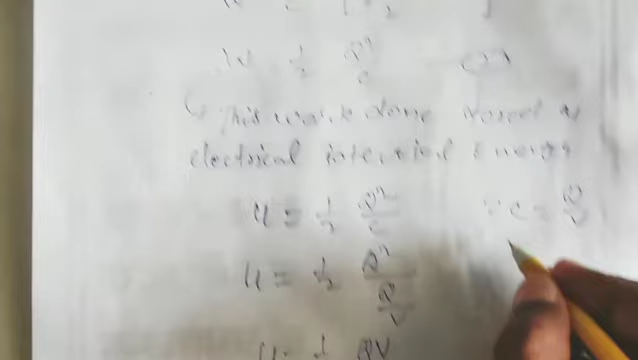 W = 1/2 Q²/C
↳ This work done stored as
electrical internal energy
U = 1/2 Q²/C ∵ C = Q/V
U = 1/2 Q²/(Q/V)
U = 1/2 QV